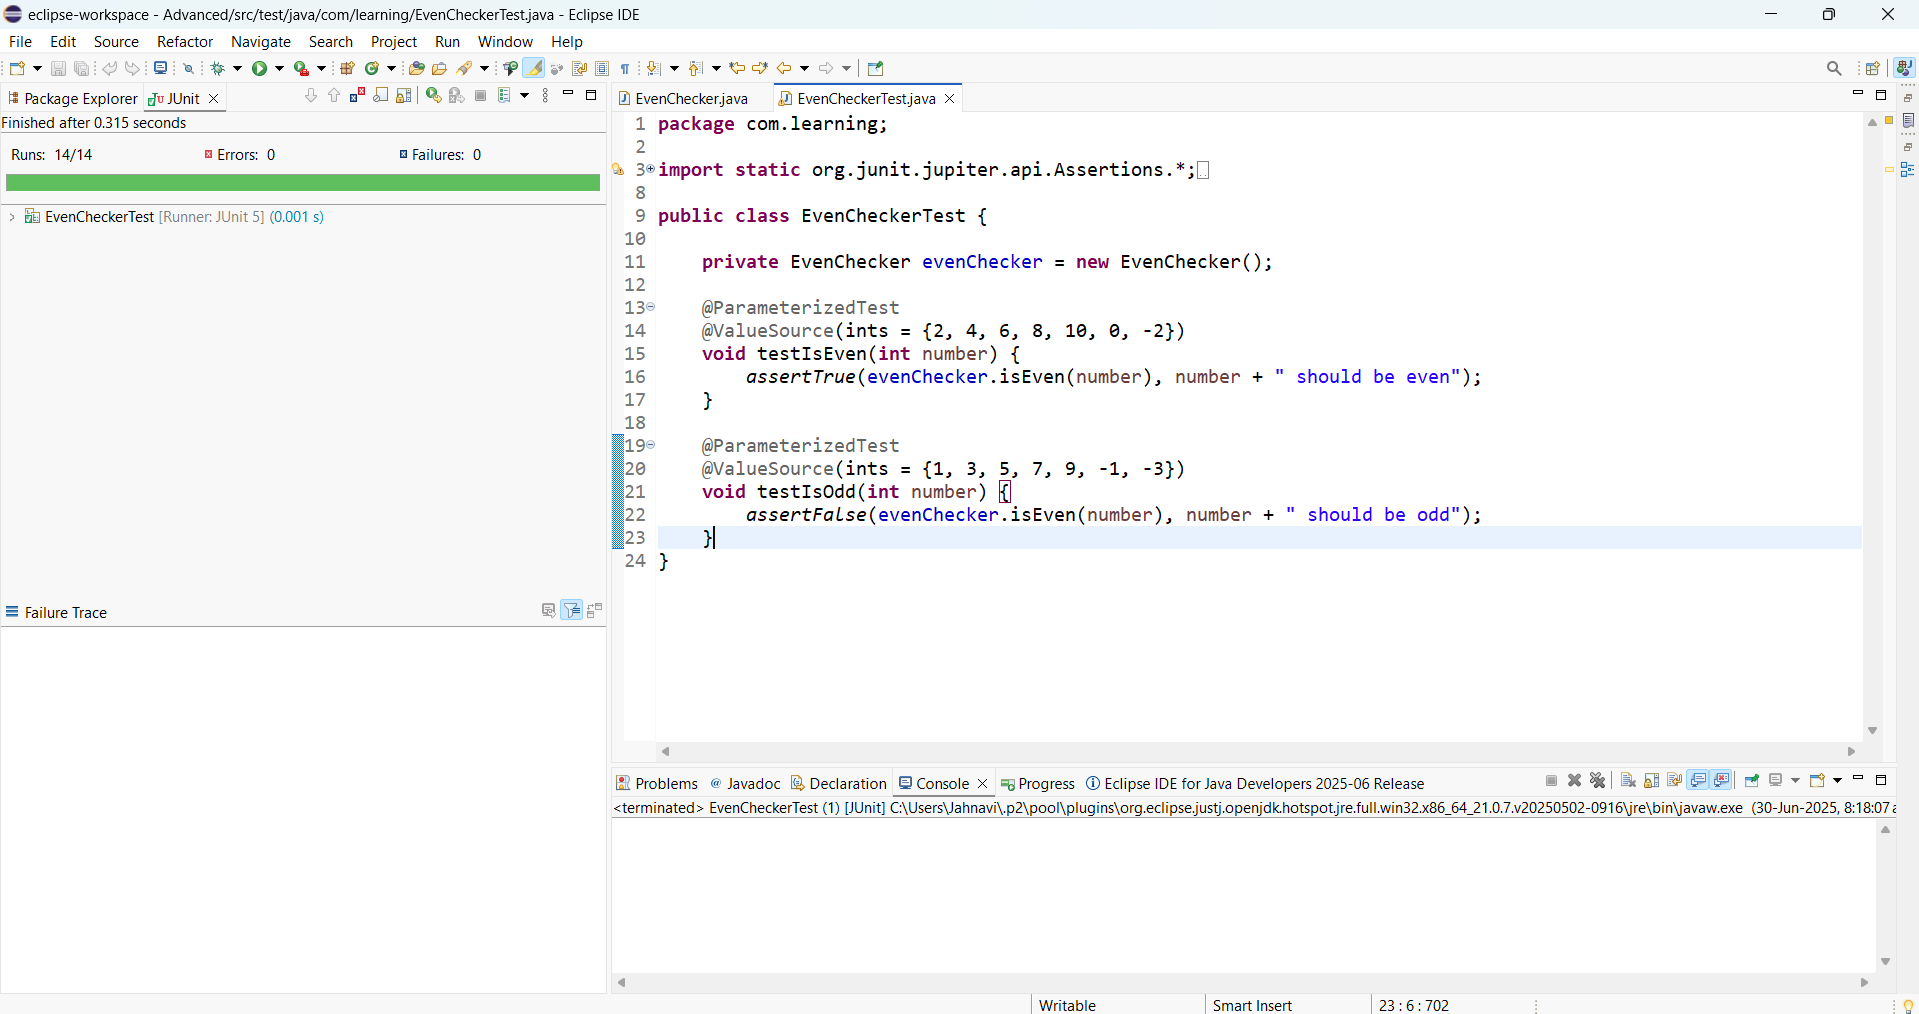 eclipse-workspace - Advanced/src/test/java/com/learning/EvenCheckerTest.java - Eclipse IDE
File Edit Source Refactor Navigate Search Project Run Window Help
Package Explorer JUnit
Finished after 0.315 seconds
Runs: 14/14 Errors: 0 Failures: 0
EvenCheckerTest [Runner: JUnit 5] (0.001 s)
Failure Trace
EvenChecker.java EvenCheckerTest.java
1 package com.learning;
2
3 import static org.junit.jupiter.api.Assertions.*;
8
9 public class EvenCheckerTest {
10
11 private EvenChecker evenChecker = new EvenChecker();
12
13 @ParameterizedTest
14 @ValueSource(ints = {2, 4, 6, 8, 10, 0, -2})
15 void testIsEven(int number) {
16 assertTrue(evenChecker.isEven(number), number + " should be even");
17 }
18
19 @ParameterizedTest
20 @ValueSource(ints = {1, 3, 5, 7, 9, -1, -3})
21 void testIsOdd(int number) {
22 assertFalse(evenChecker.isEven(number), number + " should be odd");
23 }
24 }
Problems @ Javadoc Declaration Console Progress Eclipse IDE for Java Developers 2025-06 Release
<terminated> EvenCheckerTest (1) [JUnit] C:\Users\Jahnavi\.p2\pool\plugins\org.eclipse.justj.openjdk.hotspot.jre.full.win32.x86_64_21.0.7.v20250502-0916\jre\bin\javaw.exe (30-Jun-2025, 8:18:07 a
Writable Smart Insert 23 : 6 : 702